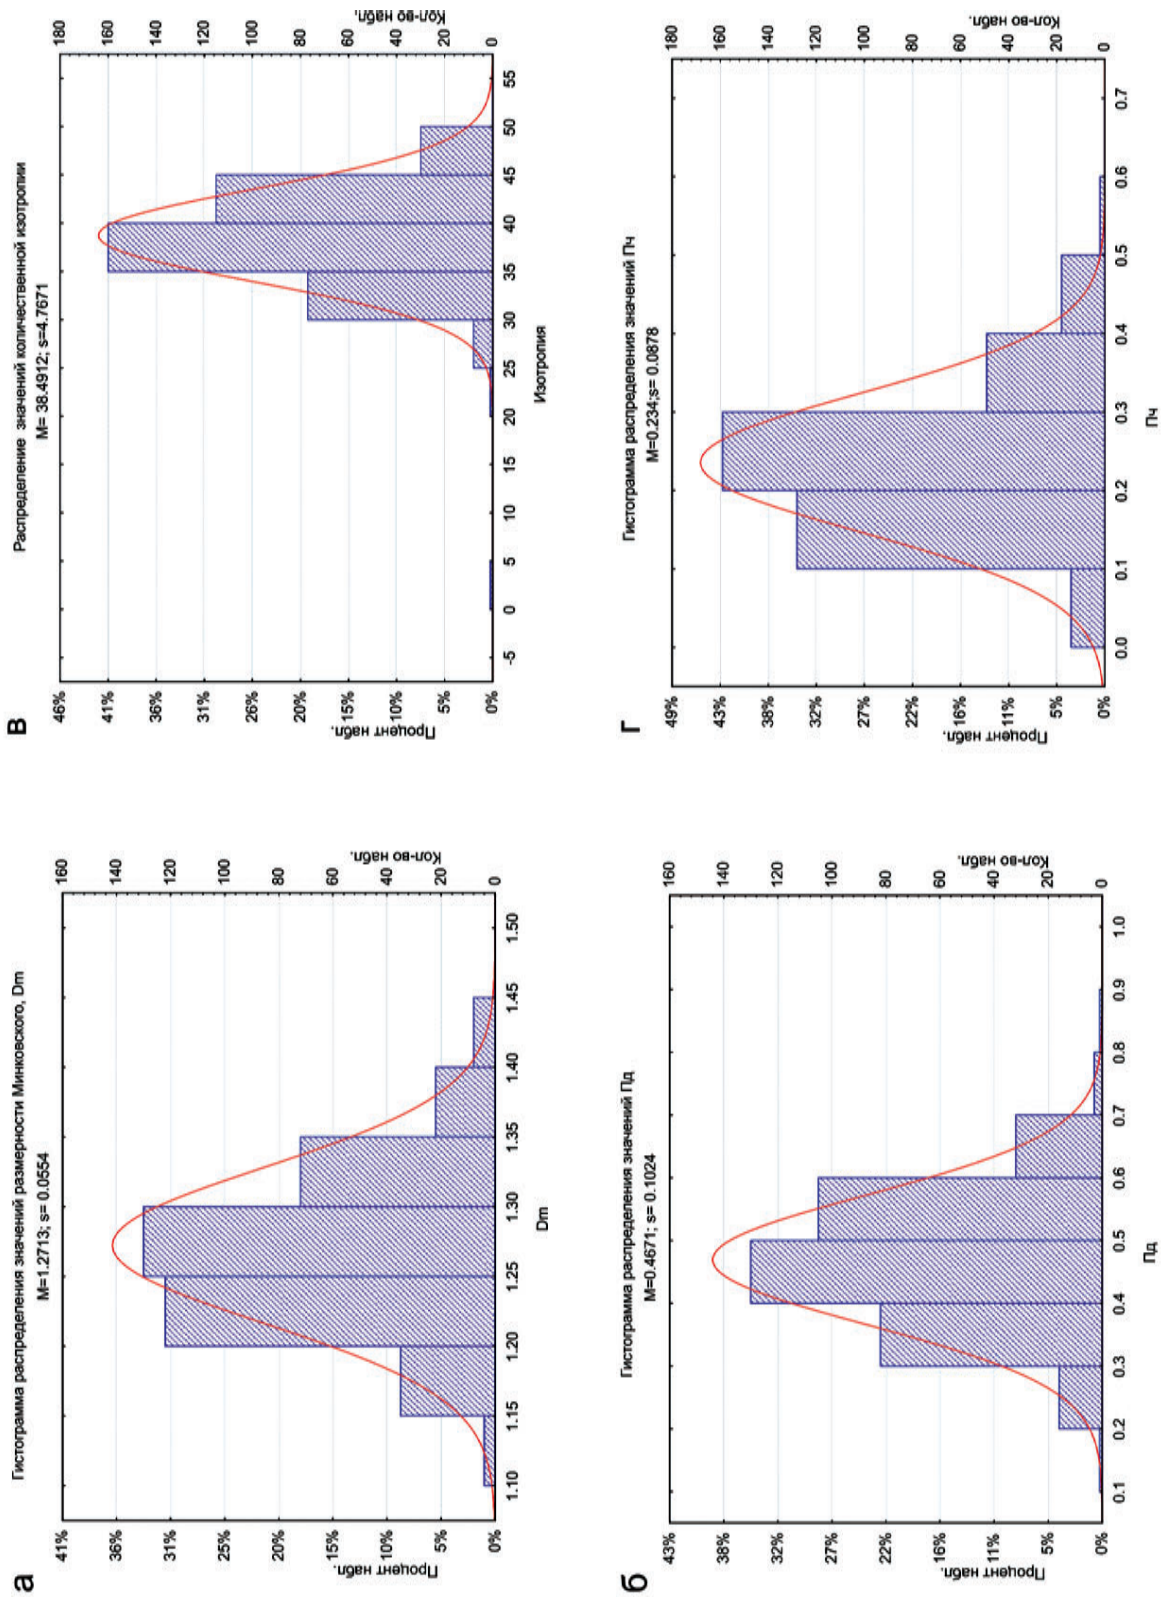 а
Гистограмма распределения значений размерности Минковского, Dm
M=1.2713; s= 0.0554
41%
36%
31%
25%
20%
15%
10%
5%
0%
Процент набл.
160
140
120
100
80
60
40
20
0
Кол-во набл.
1.10 1.15 1.20 1.25 1.30 1.35 1.40 1.45 1.50
Dm
в
Распределение значений количественной изотропии
M= 38.4912; s=4.7671
46%
41%
36%
31%
26%
20%
15%
10%
5%
0%
Процент набл.
180
160
140
120
100
80
60
40
20
0
Кол-во набл.
-5 0 5 10 15 20 25 30 35 40 45 50 55
Изотропия
б
Гистограмма распределения значений Пд
M=0.4671; s= 0.1024
43%
38%
32%
27%
22%
16%
11%
5%
0%
Процент набл.
160
140
120
100
80
60
40
20
0
Кол-во набл.
0.1 0.2 0.3 0.4 0.5 0.6 0.7 0.8 0.9 1.0
Пд
г
Гистограмма распределения значений Пч
M=0.234;s= 0.0878
49%
43%
38%
32%
27%
22%
16%
11%
5%
0%
Процент набл.
180
160
140
120
100
80
60
40
20
0
Кол-во набл.
0.0 0.1 0.2 0.3 0.4 0.5 0.6 0.7
Пч